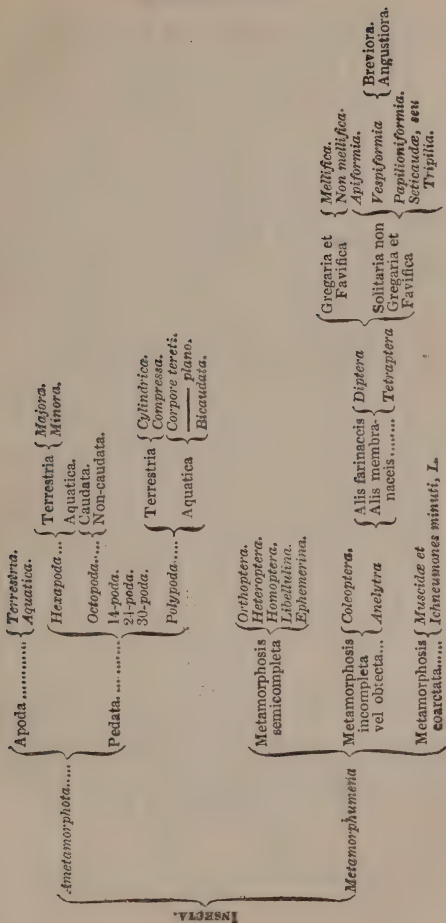 INSECTA.
Ametamorphota.....
Apoda ............
Terrestria.
Aquatica.
Pedata. .... ......
Hexapoda ...
Terrestria
Majora.
Minora.
Aquatica.
Octopoda.....
Caudata.
Non-caudata.
14-poda.
24-poda.
30-poda.
Polypoda......
Terrestria
Cylindrica.
Compressa.
Aquatica
Corpore tereti.
——— plano.
Bicaudata.
Metamorphumeria
Metamorphosis
semicompleta
Orthoptera.
Heteroptera.
Homoptera,
Libellulina.
Ephemerina.
Metamorphosis
incompleta
vel obtecta...
Coleoptera.
Anelytra
Alis farinaceis
Alis membra-
naceis........
Diptera
Tetraptera
Gregaria et
Favifica
Mellifica.
Non mellifica.
Solitaria non
Gregaria et
Favifica
Apiformia.
Vespiformia
Breviora.
Angustiora.
Papilioniformia.
Seticaudæ, seu
Tripilia.
Metamorphosis
coarctata......
Muscidæ et
Ichneumones minuti, L.